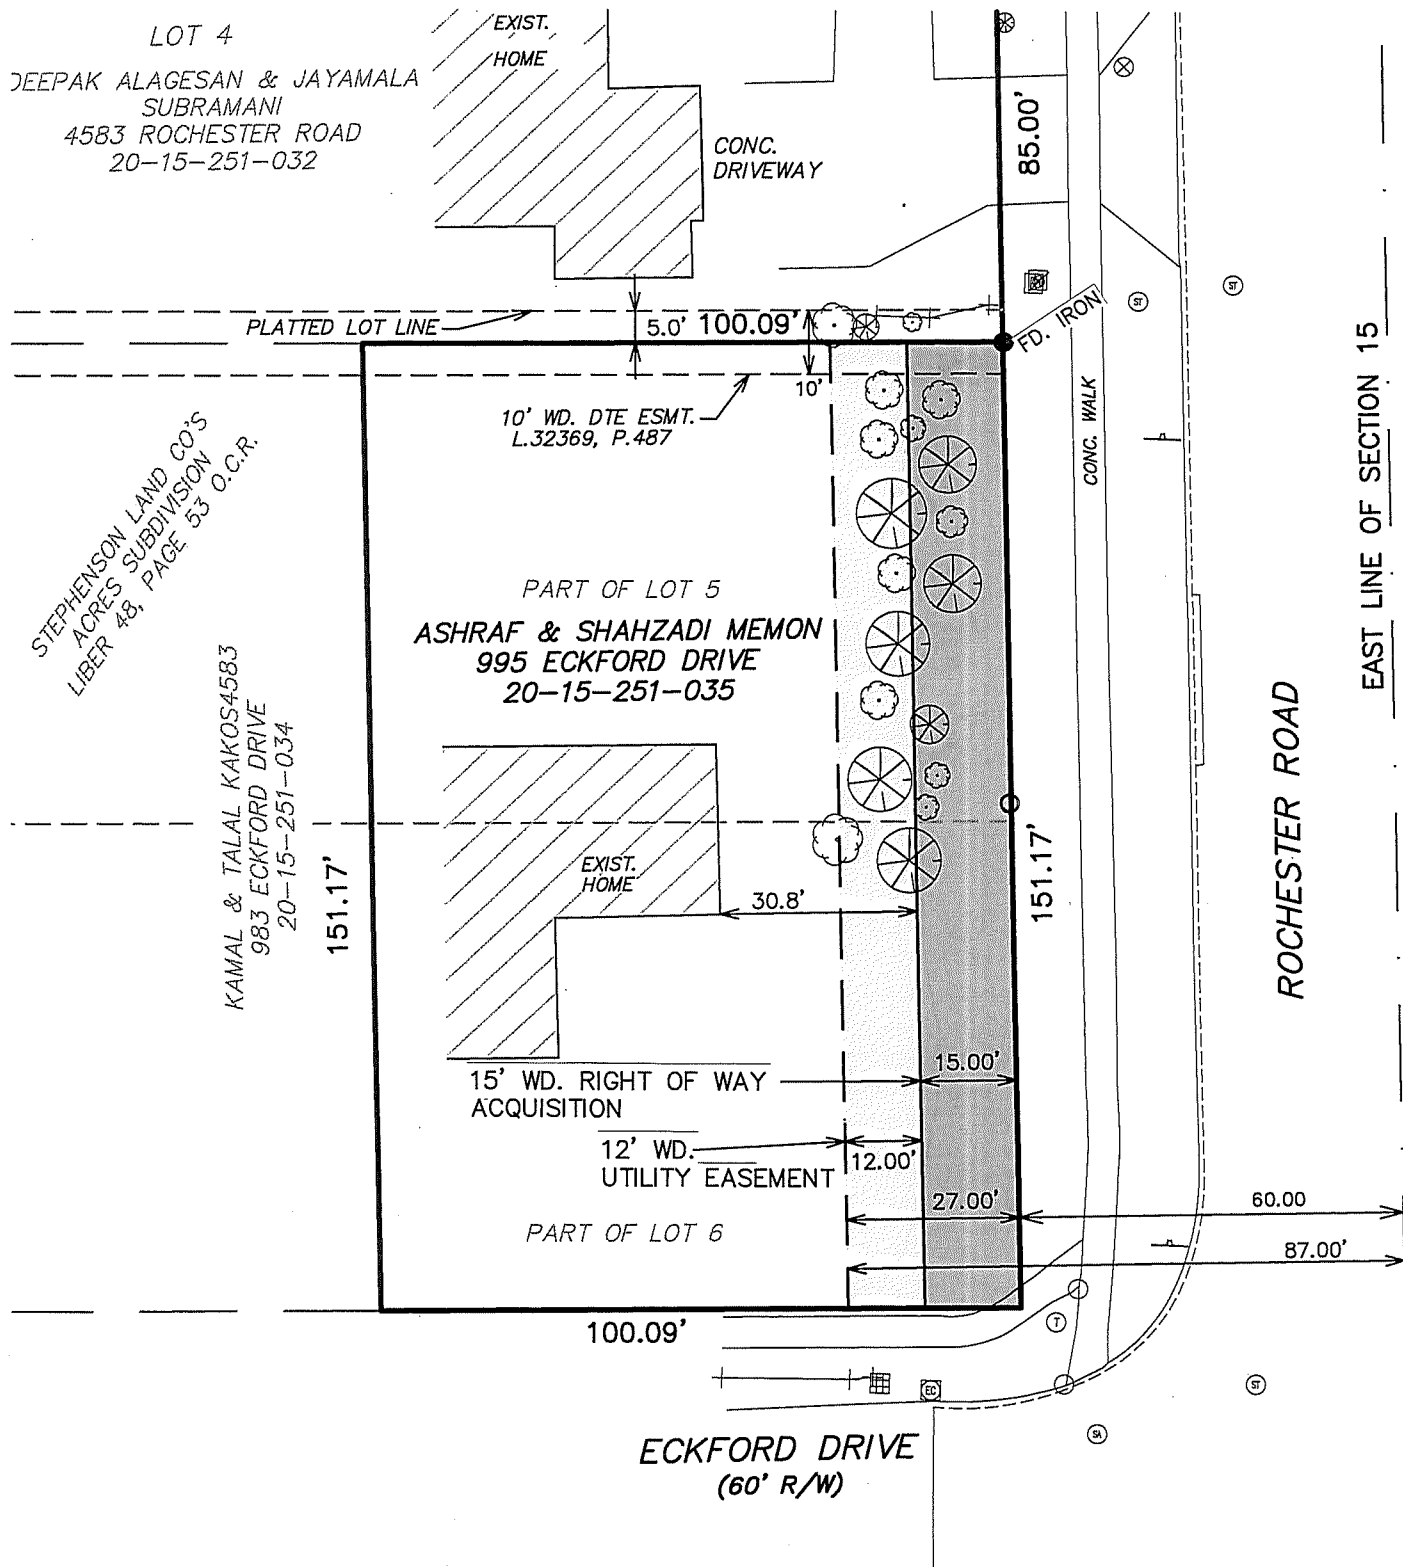 LOT 4
DEEPAK ALAGESAN & JAYAMALA
SUBRAMANI
4583 ROCHESTER ROAD
20-15-251-032
EXIST.
HOME
CONC.
DRIVEWAY
85.00'
ST
ST
PLATTED LOT LINE
5.0'
100.09'
10'
FD. IRON
10' WD. DTE ESMT.
L.32369, P.487
CONC. WALK
EAST LINE OF SECTION 15
STEPHENSON LAND CO'S
ACRES SUBDIVISION
LIBER 48, PAGE 53 O.C.R.
PART OF LOT 5
ASHRAF & SHAHZADI MEMON
995 ECKFORD DRIVE
20-15-251-035
KAMAL & TALAL KAKOS4583
983 ECKFORD DRIVE
20-15-251-034
151.17'
EXIST.
HOME
30.8'
151.17'
ROCHESTER ROAD
15' WD. RIGHT OF WAY
ACQUISITION
15.00'
12' WD.
UTILITY EASEMENT
12.00'
27.00'
60.00
87.00'
PART OF LOT 6
100.09'
T
EC
ST
SA
ECKFORD DRIVE
(60' R/W)